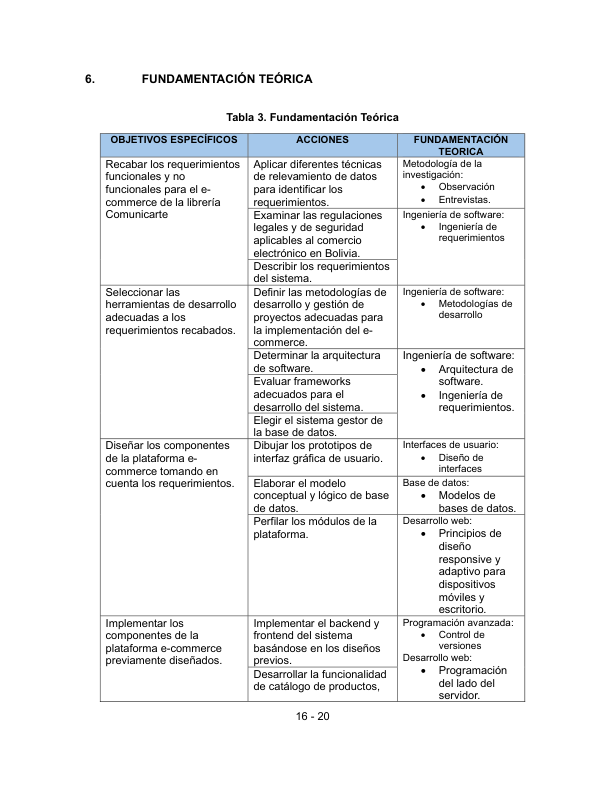 6. FUNDAMENTACIÓN TEÓRICA
Tabla 3. Fundamentación Teórica
OBJETIVOS ESPECÍFICOS
ACCIONES
FUNDAMENTACIÓN
TEORICA
Recabar los requerimientos
funcionales y no
funcionales para el e-
commerce de la librería
Comunicarte
Aplicar diferentes técnicas
de relevamiento de datos
para identificar los
requerimientos.
Metodología de la
investigación:
• Observación
• Entrevistas.
Examinar las regulaciones
legales y de seguridad
aplicables al comercio
electrónico en Bolivia.
Ingeniería de software:
• Ingeniería de
requerimientos
Describir los requerimientos
del sistema.
Seleccionar las
herramientas de desarrollo
adecuadas a los
requerimientos recabados.
Definir las metodologías de
desarrollo y gestión de
proyectos adecuadas para
la implementación del e-
commerce.
Ingeniería de software:
• Metodologías de
desarrollo
Determinar la arquitectura
de software.
Ingeniería de software:
• Arquitectura de
software.
• Ingeniería de
requerimientos.
Evaluar frameworks
adecuados para el
desarrollo del sistema.
Elegir el sistema gestor de
la base de datos.
Diseñar los componentes
de la plataforma e-
commerce tomando en
cuenta los requerimientos.
Dibujar los prototipos de
interfaz gráfica de usuario.
Interfaces de usuario:
• Diseño de
interfaces
Elaborar el modelo
conceptual y lógico de base
de datos.
Base de datos:
• Modelos de
bases de datos.
Perfilar los módulos de la
plataforma.
Desarrollo web:
• Principios de
diseño
responsive y
adaptivo para
dispositivos
móviles y
escritorio.
Implementar los
componentes de la
plataforma e-commerce
previamente diseñados.
Implementar el backend y
frontend del sistema
basándose en los diseños
previos.
Programación avanzada:
• Control de
versiones
Desarrollo web:
• Programación
del lado del
servidor.
Desarrollar la funcionalidad
de catálogo de productos,
16 - 20